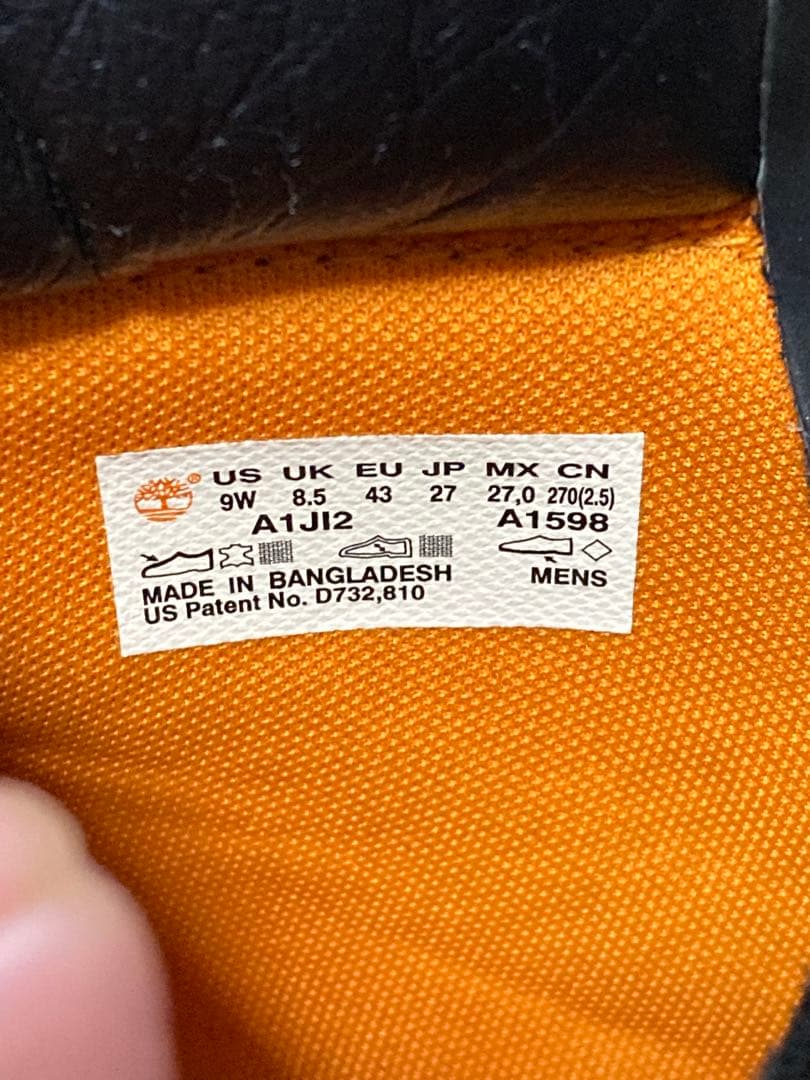 ® US UK EU JP MX CN
9W 8.5 43 27 27,0 270(2.5)
A1JI2 A1598
MENS
MADE IN BANGLADESH
US Patent No. D732,810